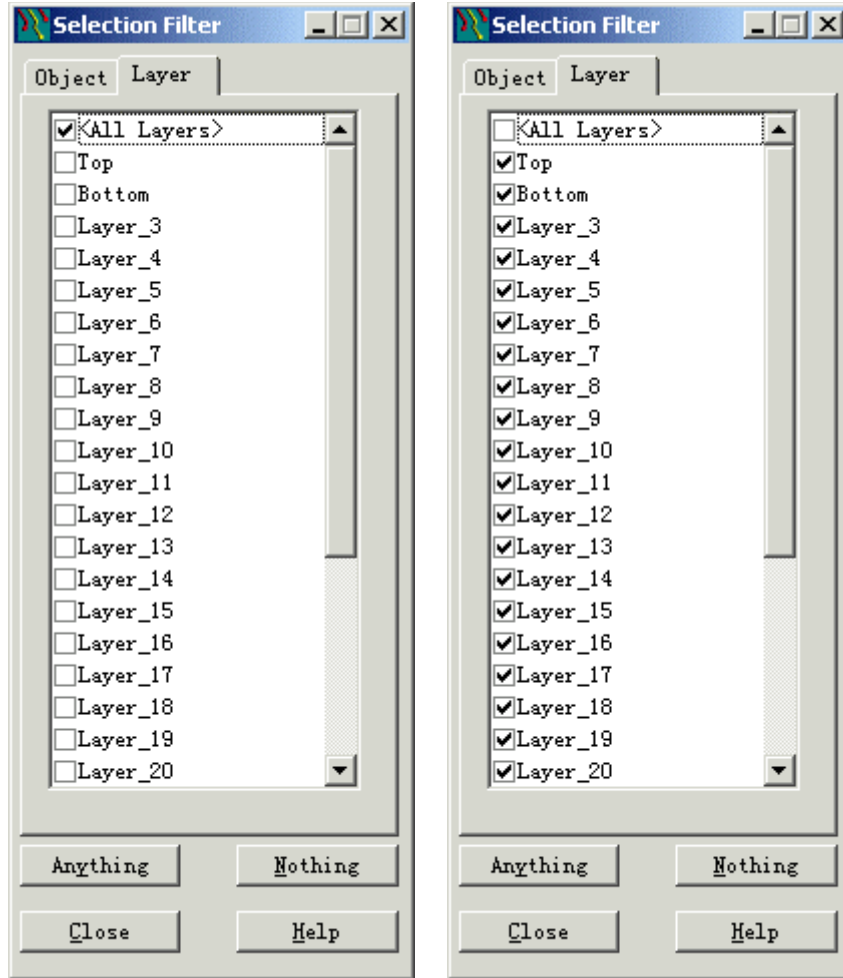 Selection Filter
Object Layer
<All Layers>
Top
Bottom
Layer_3
Layer_4
Layer_5
Layer_6
Layer_7
Layer_8
Layer_9
Layer_10
Layer_11
Layer_12
Layer_13
Layer_14
Layer_15
Layer_16
Layer_17
Layer_18
Layer_19
Layer_20
Anything Nothing
Close Help
Selection Filter
Object Layer
<All Layers>
Top
Bottom
Layer_3
Layer_4
Layer_5
Layer_6
Layer_7
Layer_8
Layer_9
Layer_10
Layer_11
Layer_12
Layer_13
Layer_14
Layer_15
Layer_16
Layer_17
Layer_18
Layer_19
Layer_20
Anything Nothing
Close Help